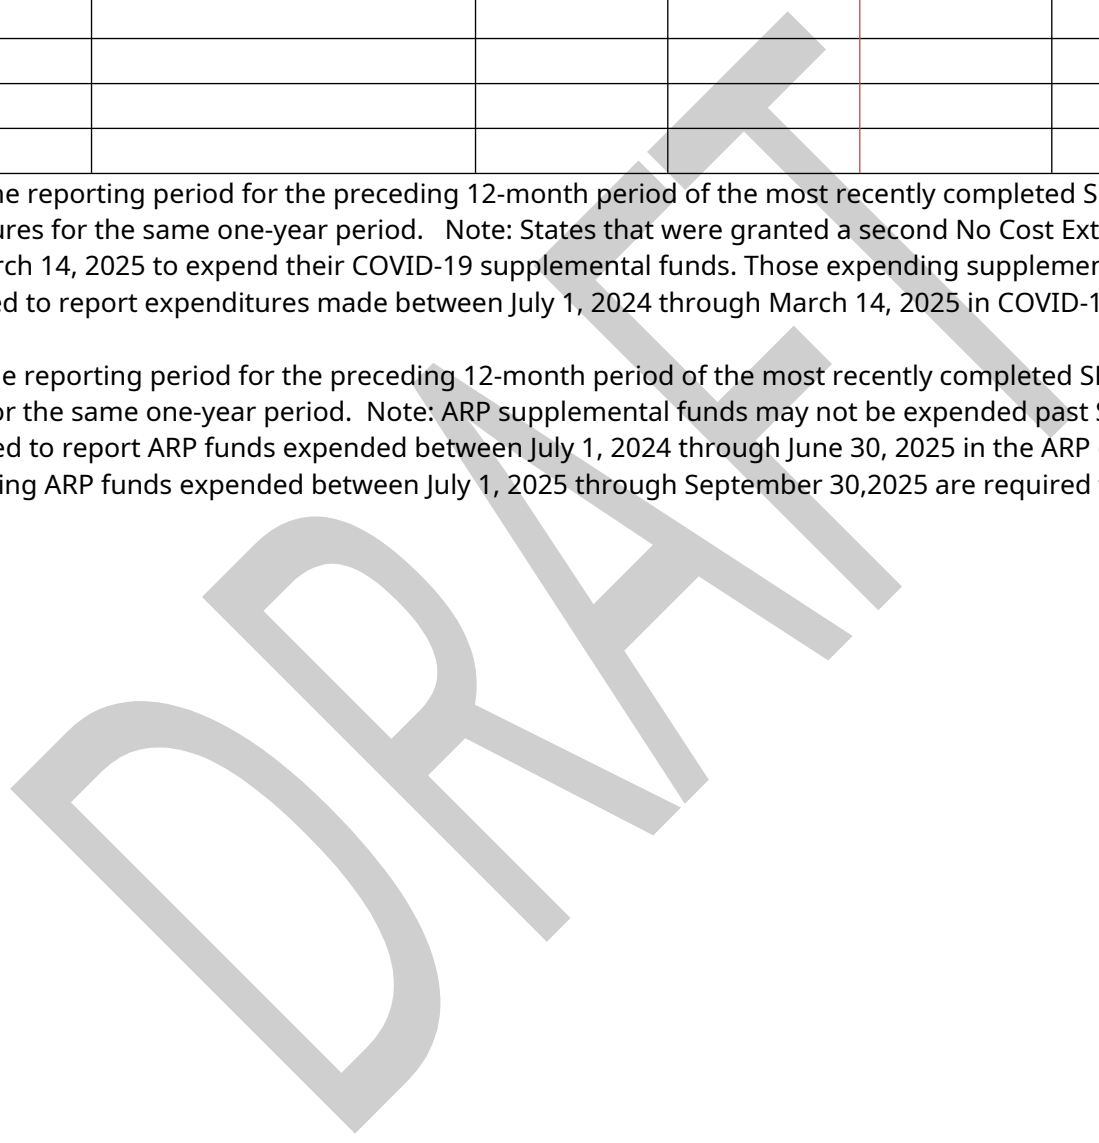 ne reporting period for the preceding 12-month period of the most recently completed S
ures for the same one-year period.   Note: States that were granted a second No Cost Ext
rch 14, 2025 to expend their COVID-19 supplemental funds. Those expending supplemen
ed to report expenditures made between July 1, 2024 through March 14, 2025 in COVID-1
e reporting period for the preceding 12-month period of the most recently completed S
or the same one-year period.  Note: ARP supplemental funds may not be expended past S
ed to report ARP funds expended between July 1, 2024 through June 30, 2025 in the ARP
ing ARP funds expended between July 1, 2025 through September 30,2025 are required
DRAFT